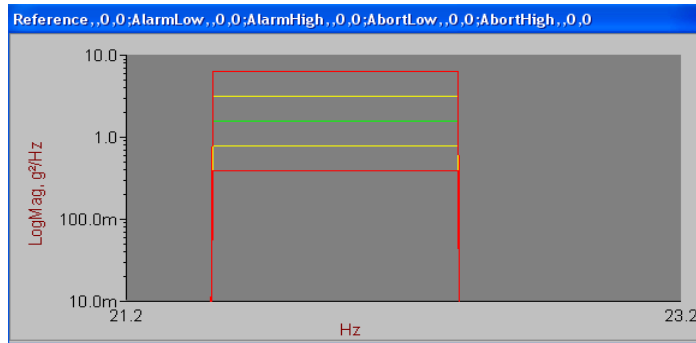 Reference,,0,0;AlarmLow,,0,0;AlarmHigh,,0,0;AbortLow,,0,0;AbortHigh,,0,0
10.0
1.0
100.0m
10.0m
LogMag, g²/Hz
21.2
23.2
Hz